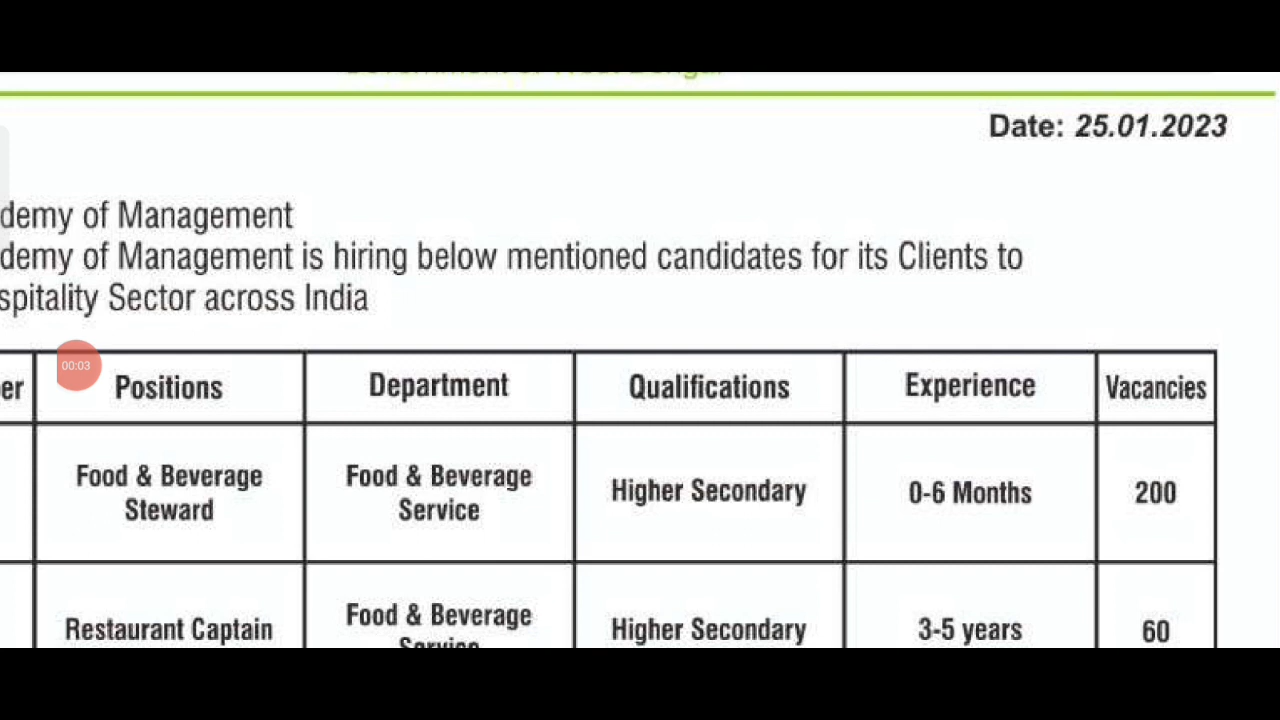 Date: 25.01.2023
demy of Management
demy of Management is hiring below mentioned candidates for its Clients to
spitality Sector across India
00:03
er Positions Department Qualifications Experience Vacancies
Food & Beverage
Steward
Food & Beverage
Service
Higher Secondary
0-6 Months
200
Restaurant Captain
Food & Beverage
Service
Higher Secondary
3-5 years
60